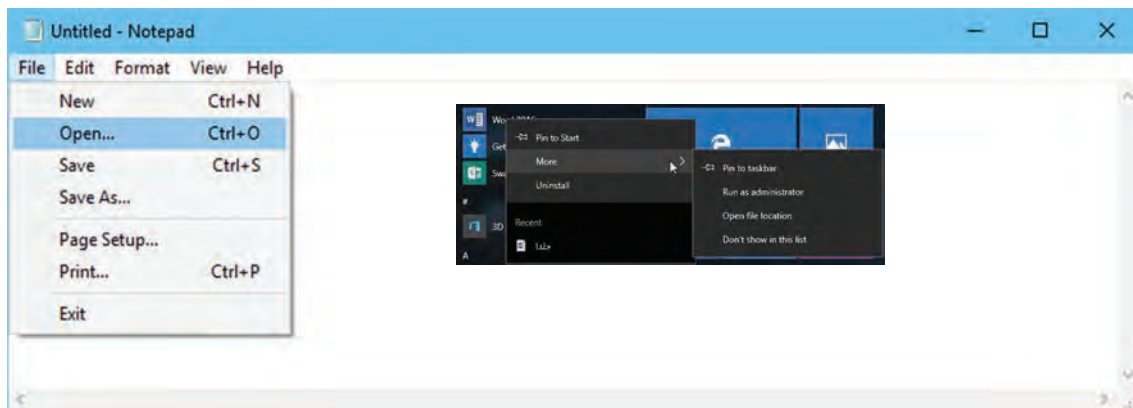 Untitled - Notepad
File Edit Format View Help
New Ctrl+N
Open... Ctrl+O
Save Ctrl+S
Save As...
Page Setup...
Print... Ctrl+P
Exit
Pin to Start
More
Uninstall
Recent
3D
#
A
Pin to taskbar
Run as administrator
Open file location
Don't show in this list